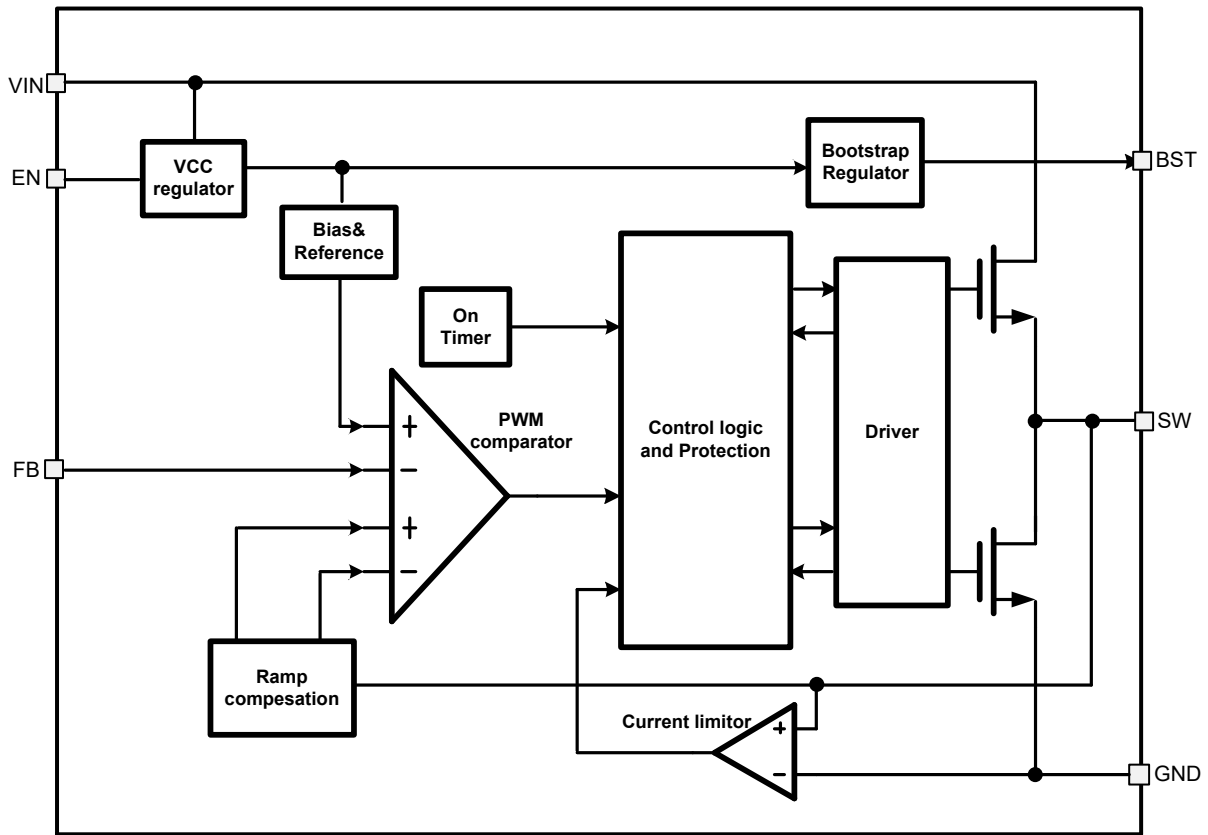 VIN
VCC
regulator
Bootstrap
Regulator
BST
EN
Bias&
Reference
On
Timer
+
PWM
comparator
Control logic
and Protection
Driver
SW
FB
−
+
−
Ramp
compesation
Current limitor
+
−
GND